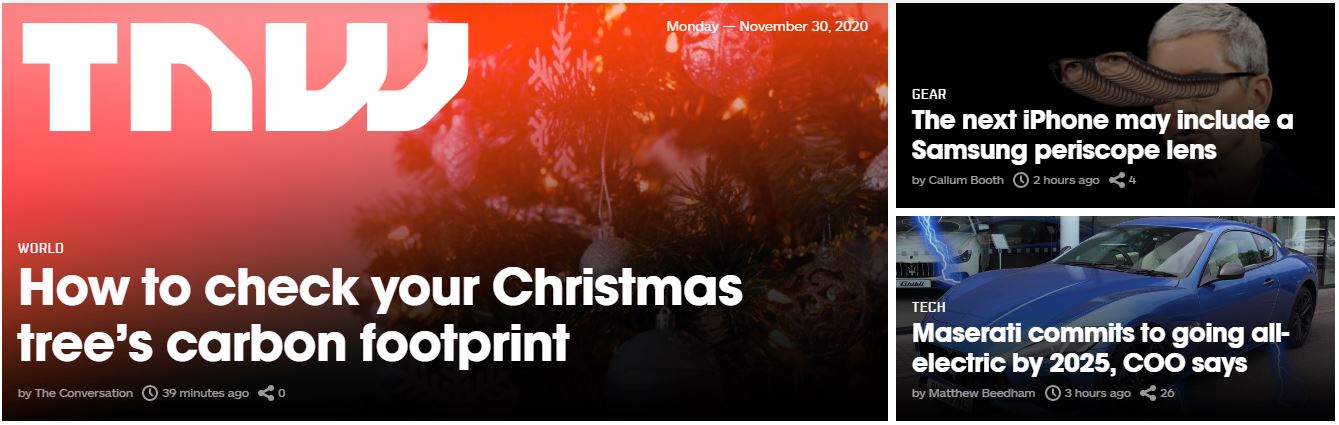 TNW
Monday — November 30, 2020
WORLD
How to check your Christmas
tree's carbon footprint
by The Conversation 39 minutes ago 0
GEAR
The next iPhone may include a
Samsung periscope lens
by Callum Booth 2 hours ago 4
Ghibli
TECH
Maserati commits to going all-
electric by 2025, COO says
by Matthew Beedham 3 hours ago 26